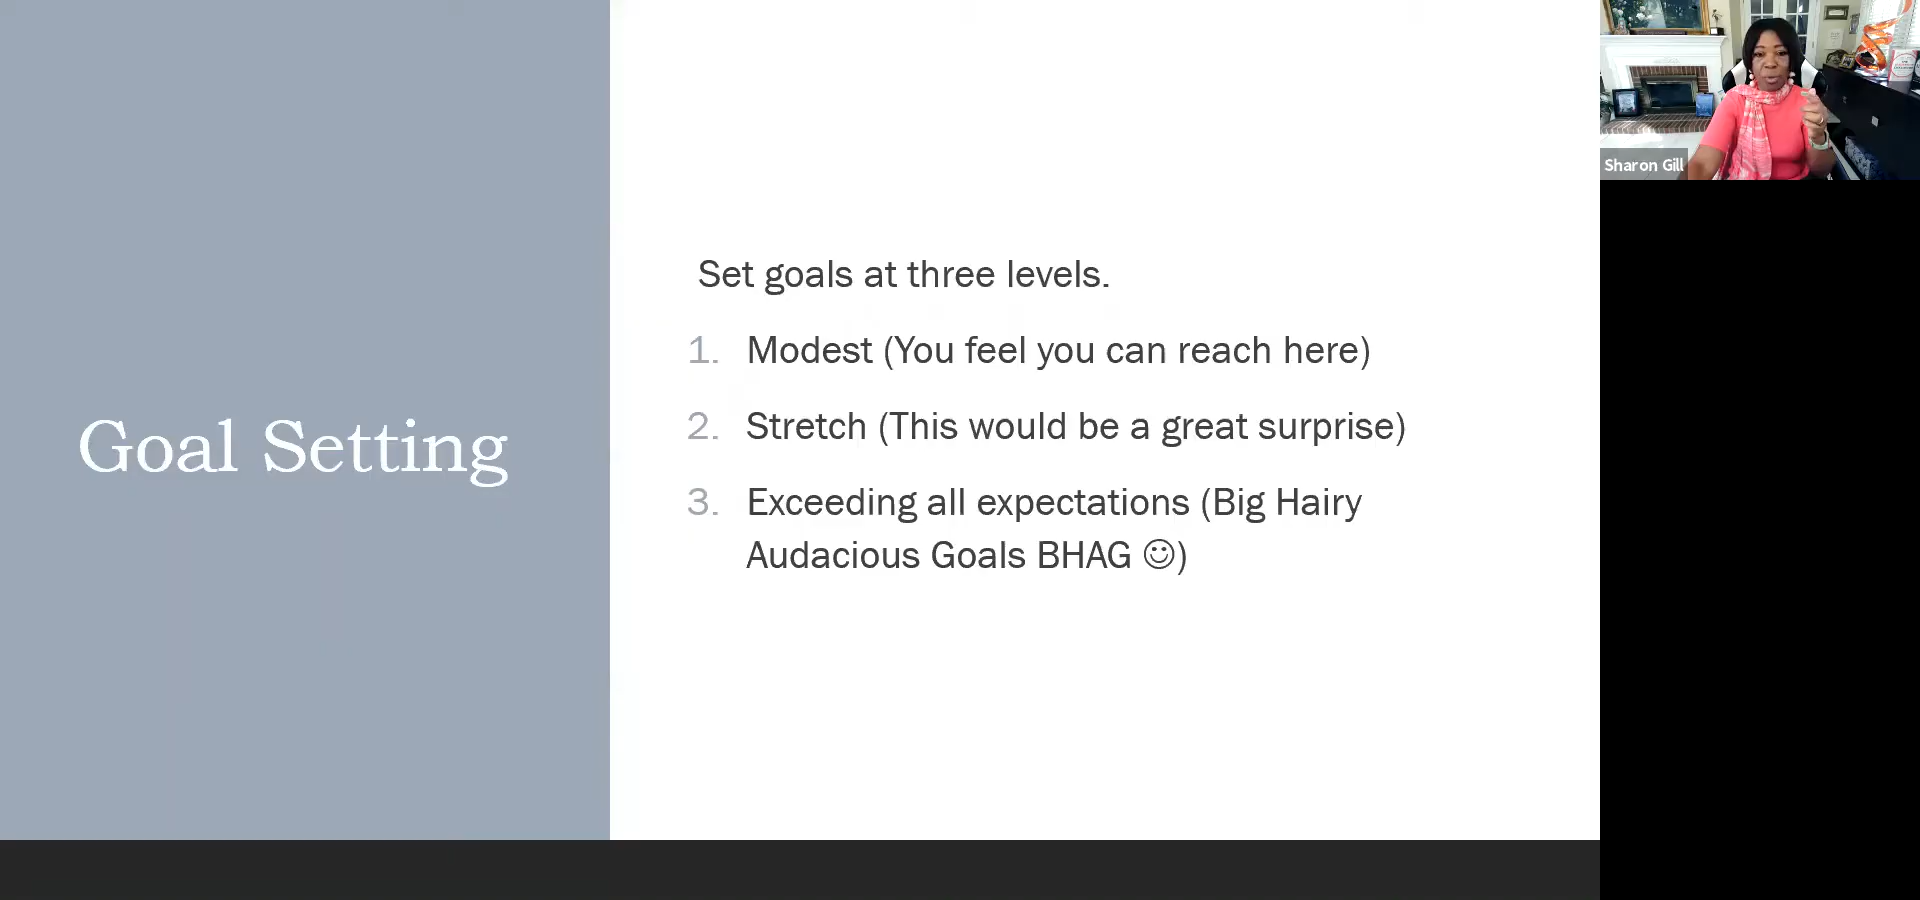 Goal Setting
Set goals at three levels.
1. Modest (You feel you can reach here)
2. Stretch (This would be a great surprise)
3. Exceeding all expectations (Big Hairy
Audacious Goals BHAG ☺)
Sharon Gill